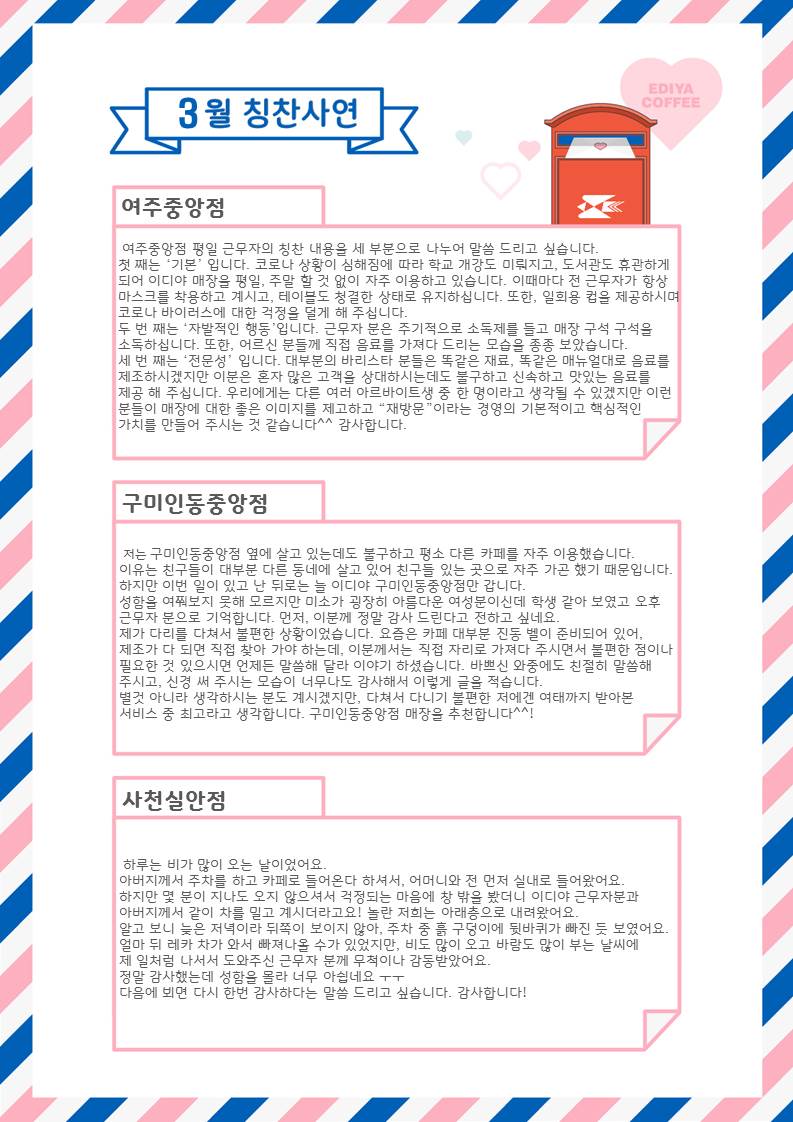 3월 칭찬사연
EDIYA
COFFEE
여주중앙점
여주중앙점 평일 근무자의 칭찬 내용을 세 부분으로 나누어 말씀 드리고 싶습니다.
첫 째는 ‘기본’ 입니다. 코로나 상황이 심해짐에 따라 학교 개강도 미뤄지고, 도서관도 휴관하게
되어 이디야 매장을 평일, 주말 할 것 없이 자주 이용하고 있습니다. 이때마다 전 근무자가 항상
마스크를 착용하고 계시고, 테이블도 청결한 상태로 유지하십니다. 또한, 일회용 컵을 제공하시며
코로나 바이러스에 대한 걱정을 덜게 해 주십니다.
두 번 째는 ‘자발적인 행동’입니다. 근무자 분은 주기적으로 소독제를 들고 매장 구석 구석을
소독하십니다. 또한, 어르신 분들께 직접 음료를 가져다 드리는 모습을 종종 보았습니다.
세 번 째는 ‘전문성’ 입니다. 대부분의 바리스타 분들은 똑같은 재료, 똑같은 매뉴얼대로 음료를
제조하시겠지만 이분은 혼자 많은 고객을 상대하시는데도 불구하고 신속하고 맛있는 음료를
제공 해 주십니다. 우리에게는 다른 여러 아르바이트생 중 한 명이라고 생각될 수 있겠지만 이런
분들이 매장에 대한 좋은 이미지를 제고하고 “재방문”이라는 경영의 기본적이고 핵심적인
가치를 만들어 주시는 것 같습니다^^ 감사합니다.
구미인동중앙점
저는 구미인동중앙점 옆에 살고 있는데도 불구하고 평소 다른 카페를 자주 이용했습니다.
이유는 친구들이 대부분 다른 동네에 살고 있어 친구들 있는 곳으로 자주 가곤 했기 때문입니다.
하지만 이번 일이 있고 난 뒤로는 늘 이디야 구미인동중앙점만 갑니다.
성함을 여쭤보지 못해 모르지만 미소가 굉장히 아름다운 여성분이신데 학생 같아 보였고 오후
근무자 분으로 기억합니다. 먼저, 이분께 정말 감사 드린다고 전하고 싶네요.
제가 다리를 다쳐서 불편한 상황이었습니다. 요즘은 카페 대부분 진동 벨이 준비되어 있어,
제조가 다 되면 직접 찾아 가야 하는데, 이분께서는 직접 자리로 가져다 주시면서 불편한 점이나
필요한 것 있으시면 언제든 말씀해 달라 이야기 하셨습니다. 바쁘신 와중에도 친절히 말씀해
주시고, 신경 써 주시는 모습이 너무나도 감사해서 이렇게 글을 적습니다.
별것 아니라 생각하시는 분도 계시겠지만, 다쳐서 다니기 불편한 저에겐 여태까지 받아본
서비스 중 최고라고 생각합니다. 구미인동중앙점 매장을 추천합니다^^!
사천실안점
하루는 비가 많이 오는 날이었어요.
아버지께서 주차를 하고 카페로 들어온다 하셔서, 어머니와 전 먼저 실내로 들어왔어요.
하지만 몇 분이 지나도 오지 않으셔서 걱정되는 마음에 창 밖을 봤더니 이디야 근무자분과
아버지께서 같이 차를 밀고 계시더라고요! 놀란 저희는 아래층으로 내려왔어요.
알고 보니 늦은 저녁이라 뒤쪽이 보이지 않아, 주차 중 흙 구덩이에 뒷바퀴가 빠진 듯 보였어요.
얼마 뒤 레카 차가 와서 빠져나올 수가 있었지만, 비도 많이 오고 바람도 많이 부는 날씨에
제 일처럼 나서서 도와주신 근무자 분께 무척이나 감동받았어요.
정말 감사했는데 성함을 몰라 너무 아쉽네요 ㅜㅜ
다음에 뵈면 다시 한번 감사하다는 말씀 드리고 싶습니다. 감사합니다!